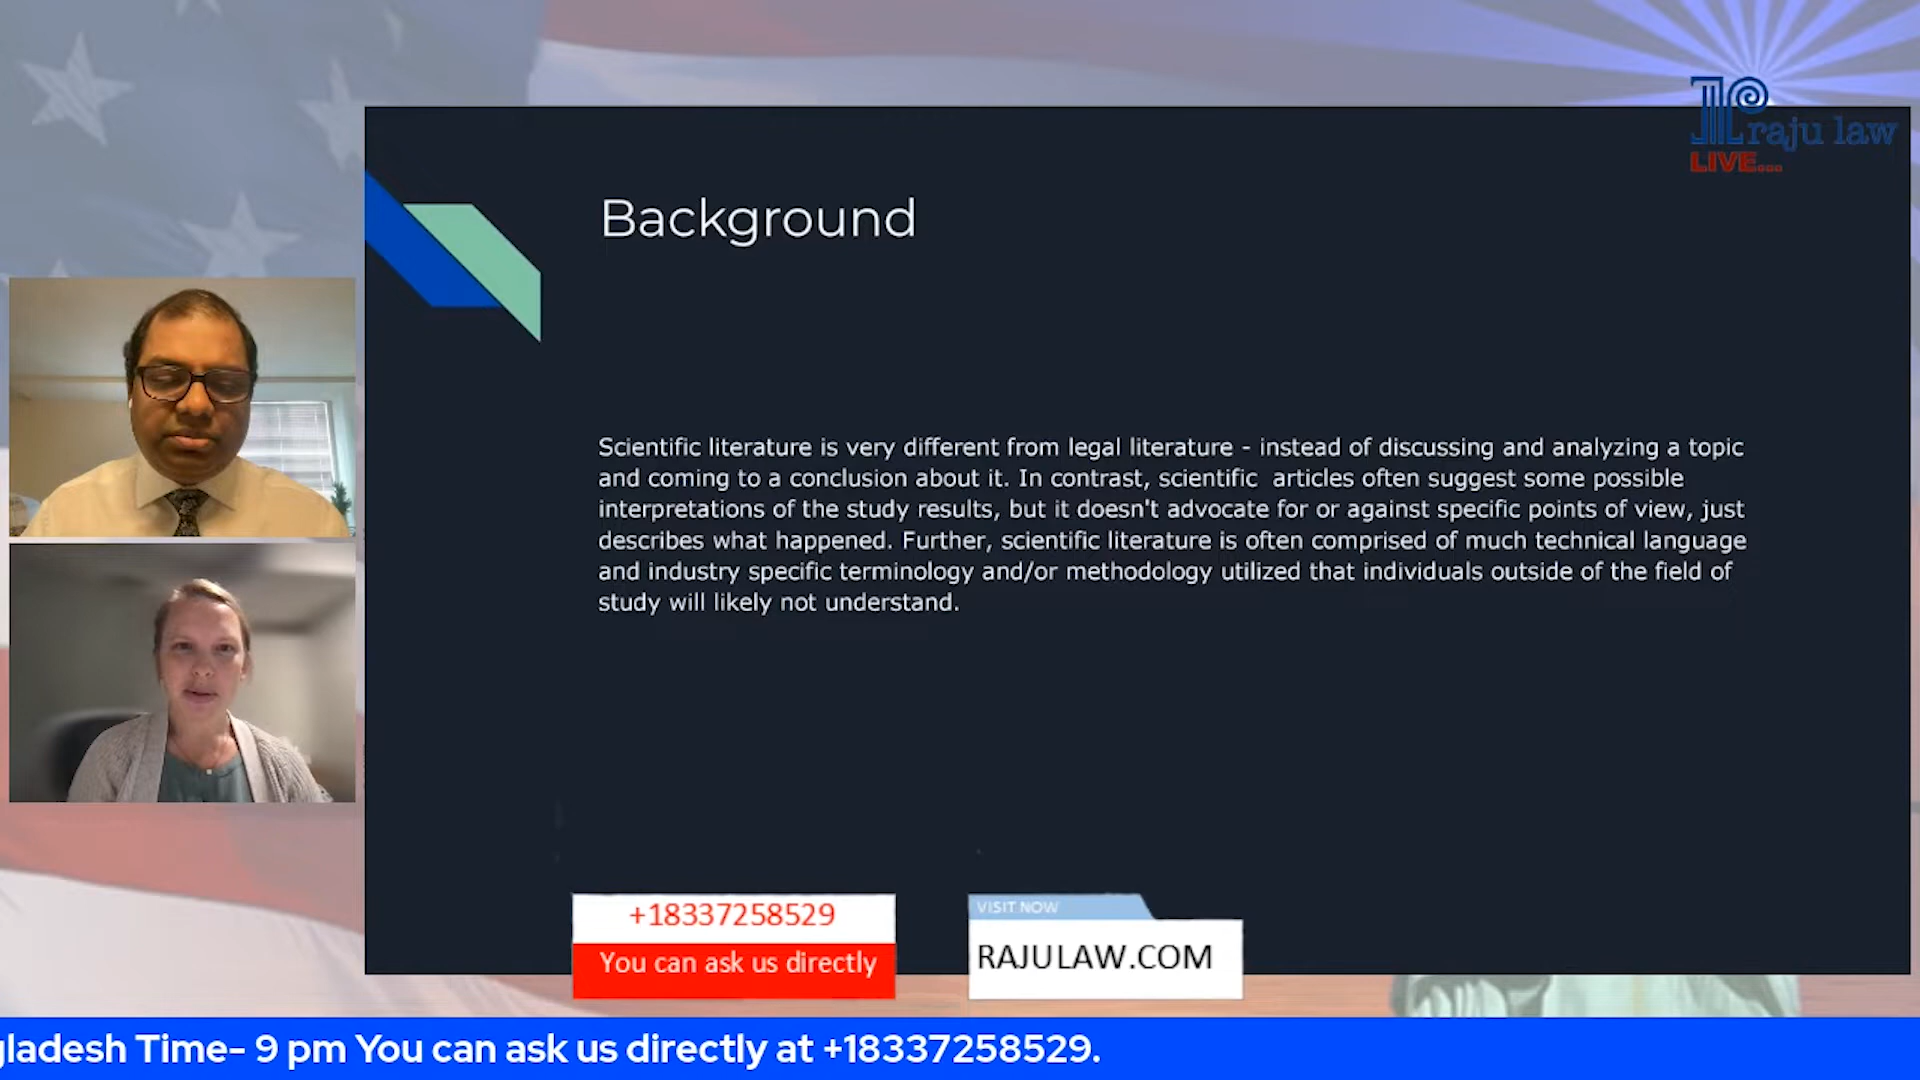 raju law
LIVE...
Background
Scientific literature is very different from legal literature - instead of discussing and analyzing a topic
and coming to a conclusion about it. In contrast, scientific  articles often suggest some possible
interpretations of the study results, but it doesn't advocate for or against specific points of view, just
describes what happened. Further, scientific literature is often comprised of much technical language
and industry specific terminology and/or methodology utilized that individuals outside of the field of
study will likely not understand.
+18337258529
You can ask us directly
VISIT NOW
RAJULAW.COM
gladesh Time- 9 pm You can ask us directly at +18337258529.